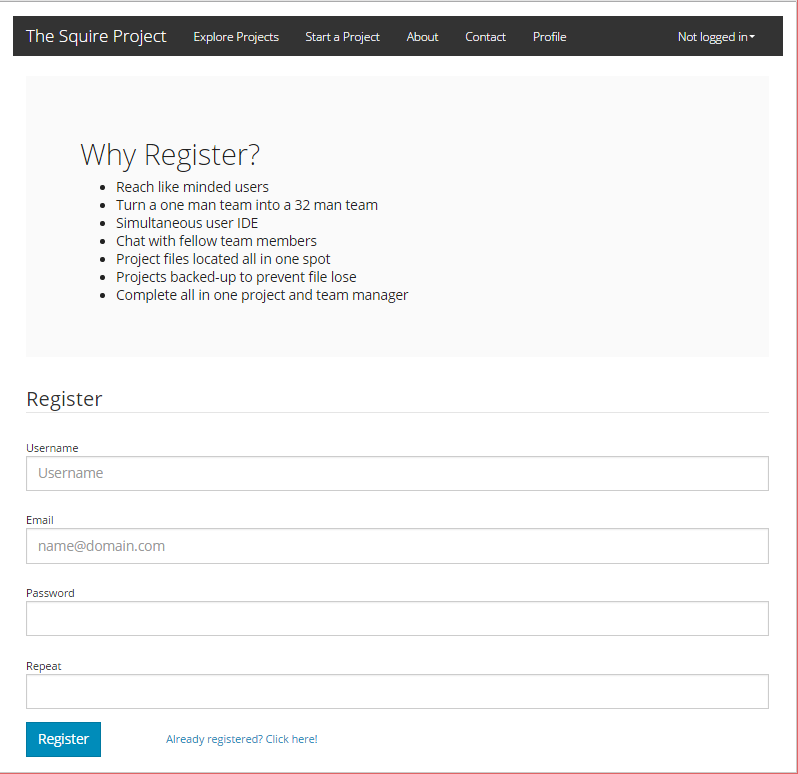 The Squire Project Explore Projects Start a Project About Contact Profile Not logged in
Why Register?
Reach like minded users
Turn a one man team into a 32 man team
Simultaneous user IDE
Chat with fellow team members
Project files located all in one spot
Projects backed-up to prevent file lose
Complete all in one project and team manager
Register
Username
Username
Email
name@domain.com
Password
Repeat
Register Already registered? Click here!